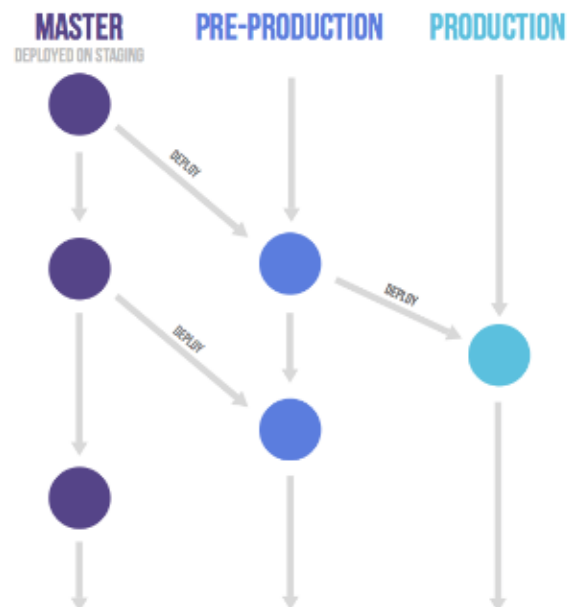 MASTER
DEPLOYED ON STAGING
PRE-PRODUCTION
PRODUCTION
DEPLOY
DEPLOY
DEPLOY